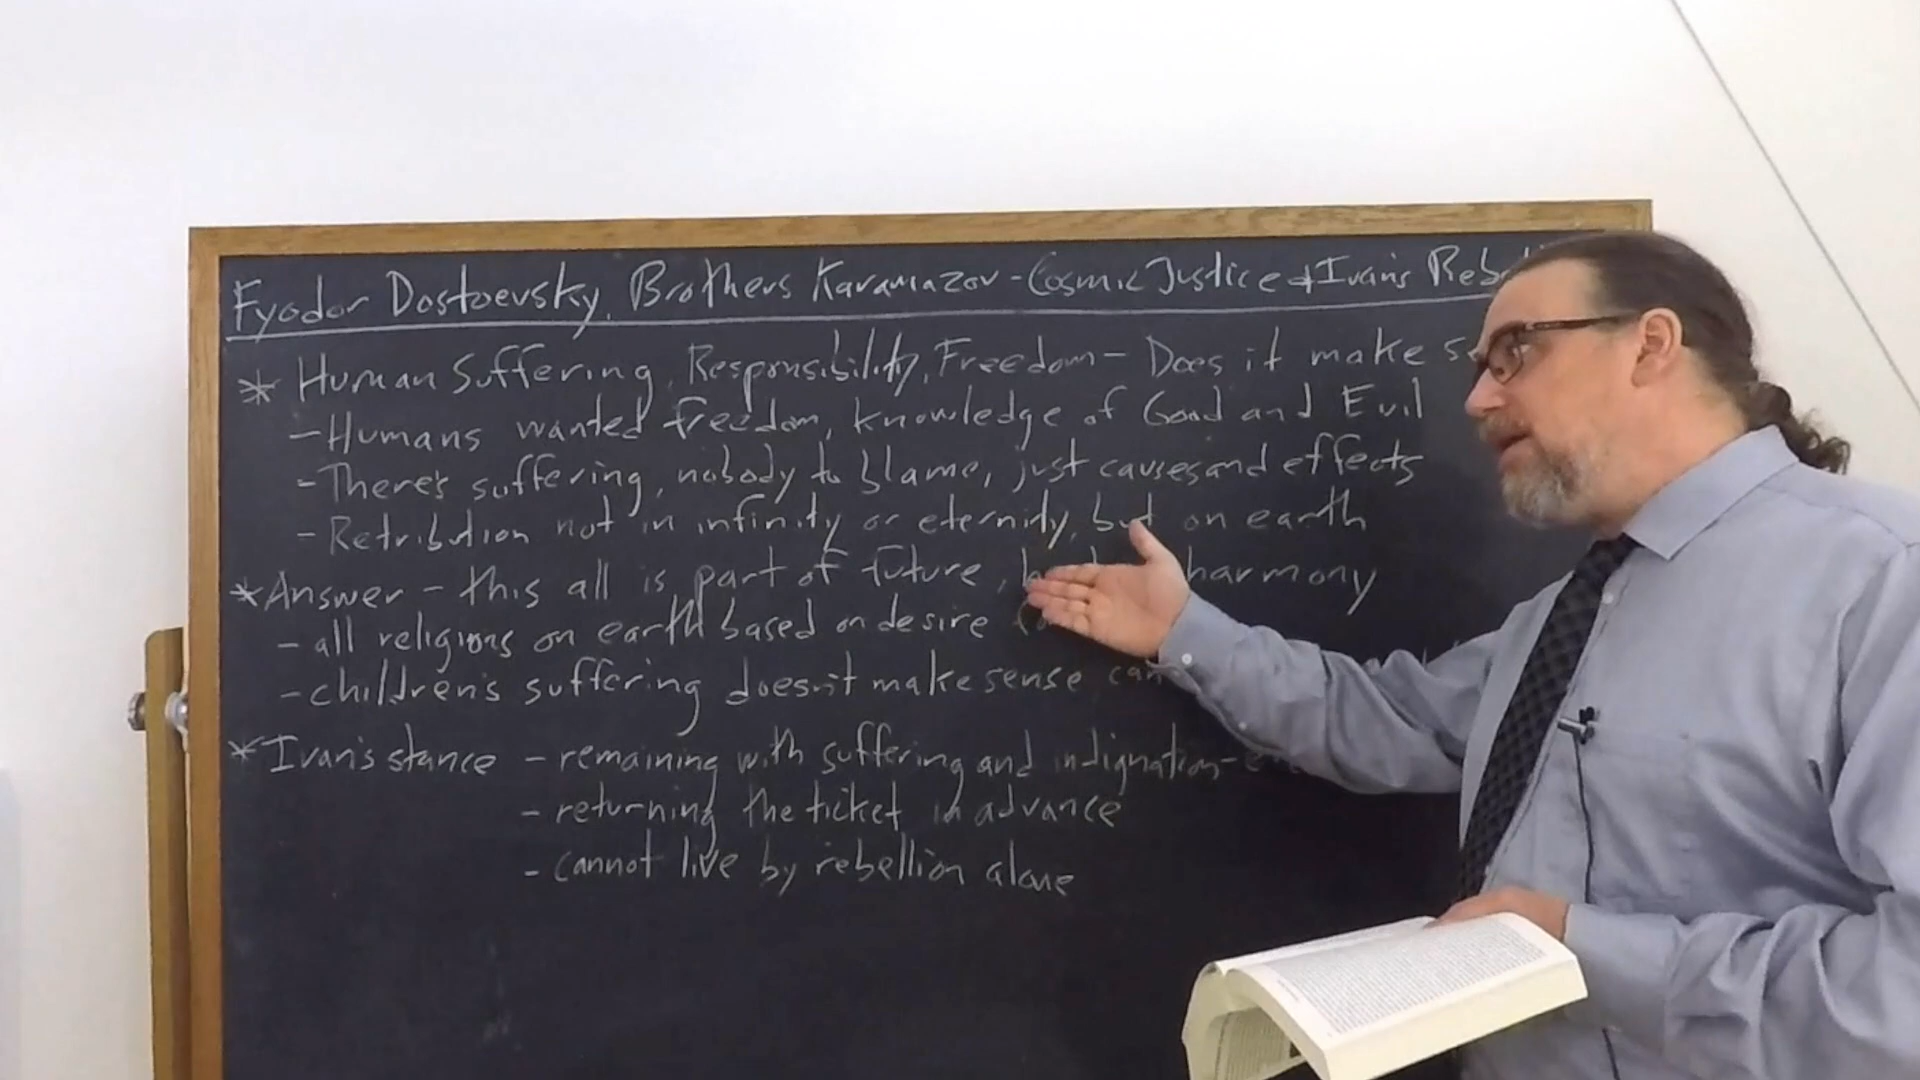 Fyodor Dostoevsky, Brothers Karamazov - Cosmic Justice + Ivan's
* Human Suffering, Responsibility, Freedom - Does it make
- Humans wanted freedom, knowledge of Good and Evil
- There's suffering, nobody to blame, just causes and effects
- Retribution not in infinity or eternity, but on earth
* Answer - this all is part of future, harmony
- all religions on earth based on desire
- children's suffering doesn't make sense
* Ivan's stance - remaining with suffering and indignation -
- returning the ticket in advance
- cannot live by rebellion alone